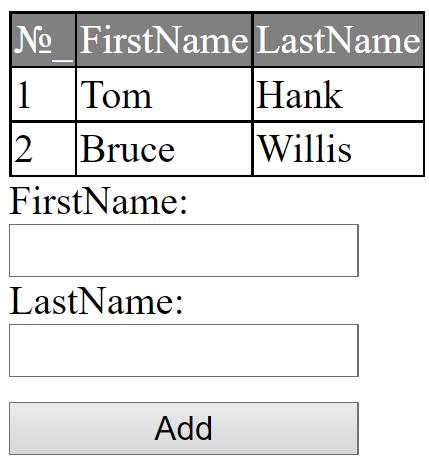 №_ FirstName LastName
1 Tom Hank
2 Bruce Willis
FirstName:
LastName:
Add